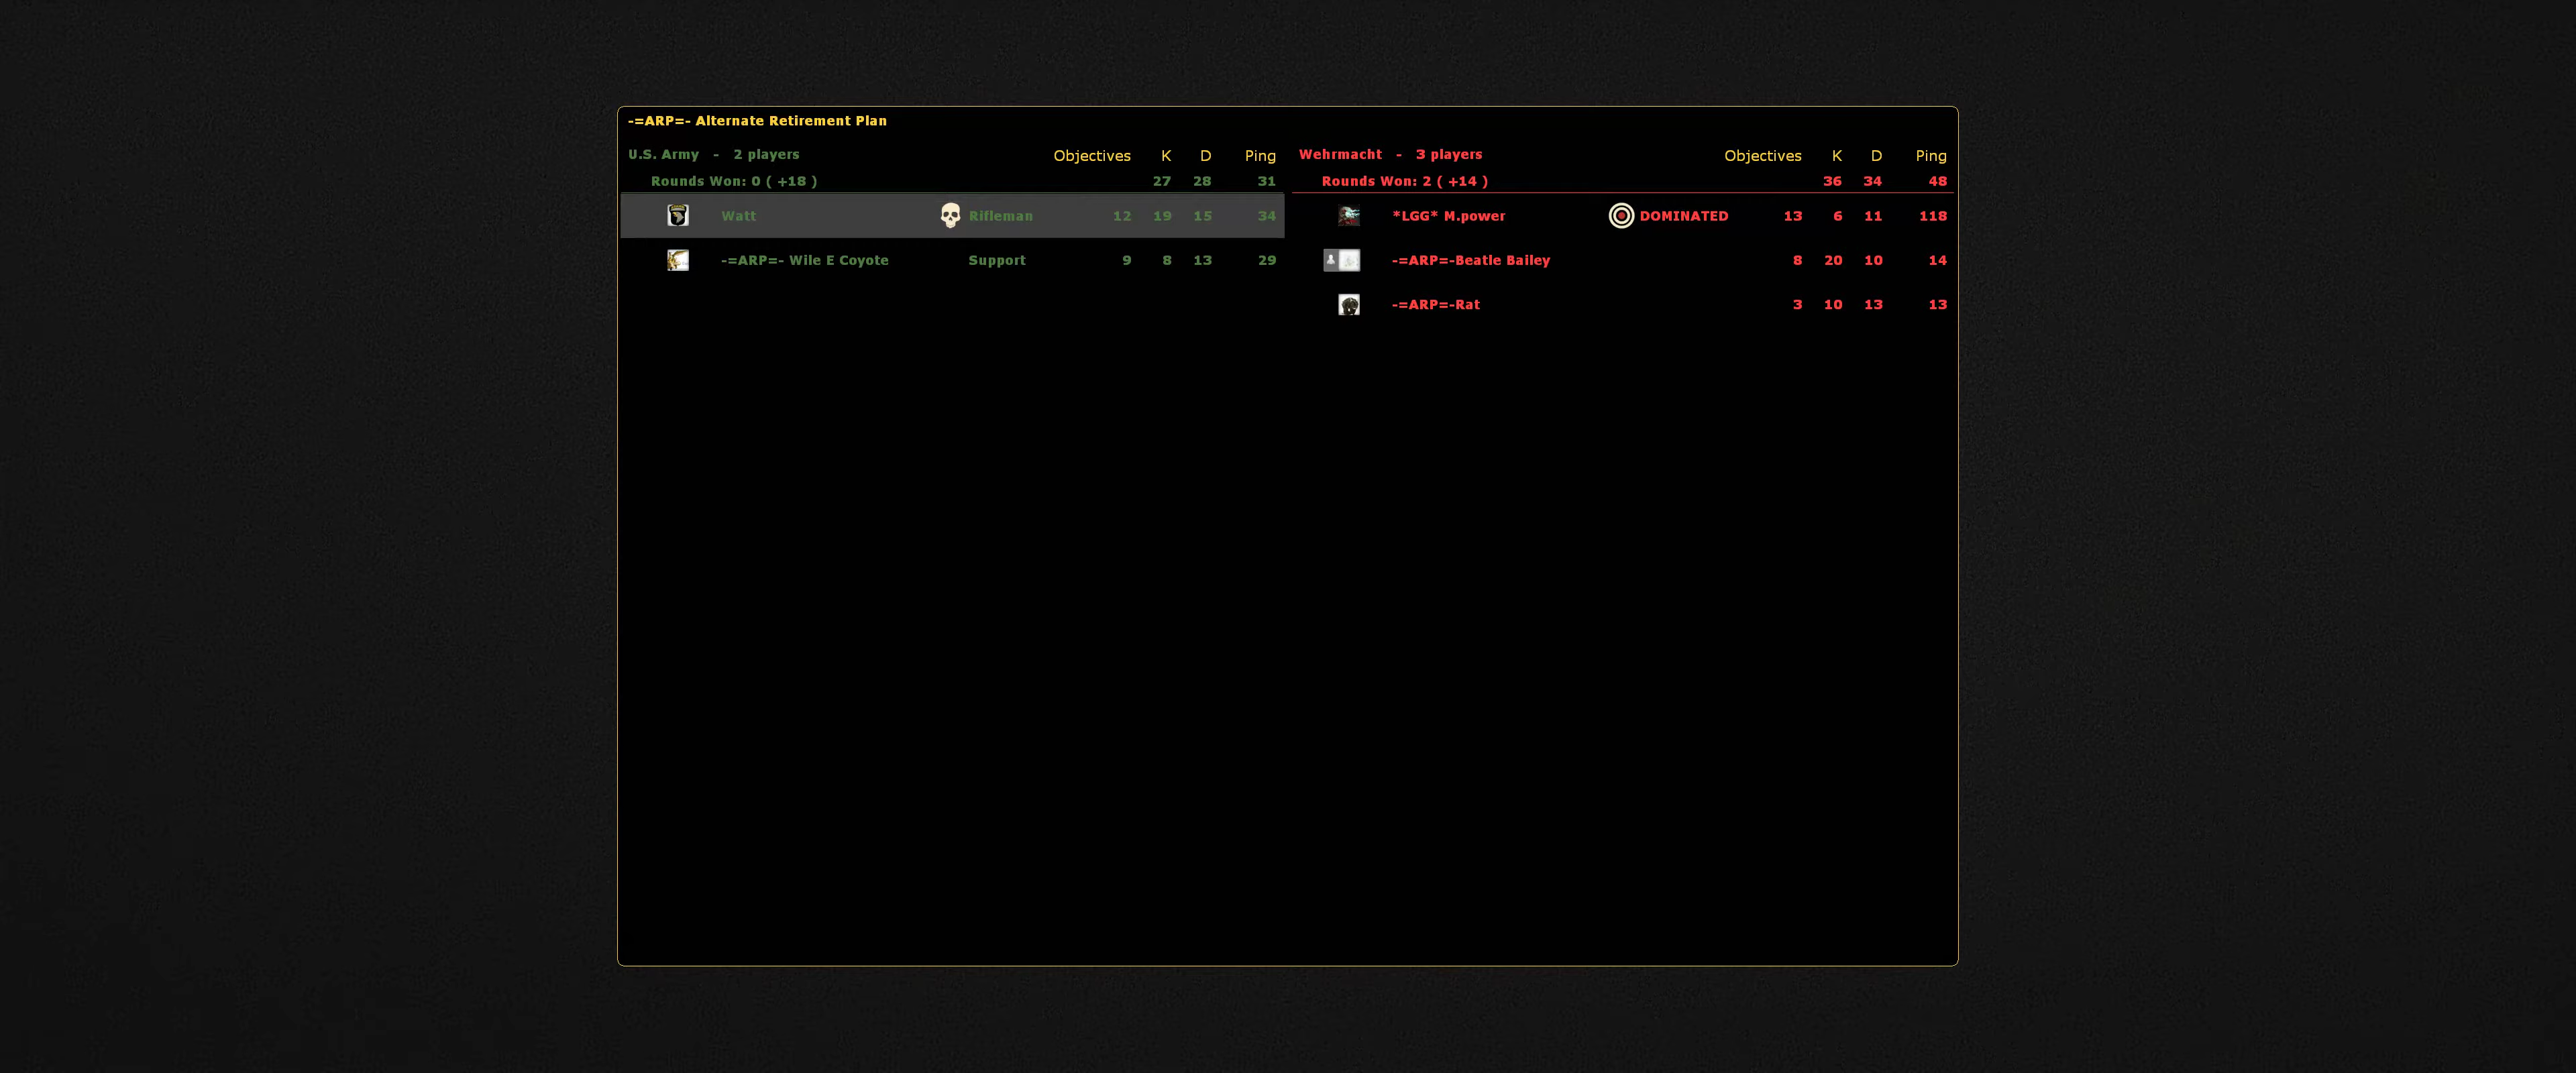 -=ARP=- Alternate Retirement Plan
U.S. Army - 2 players Objectives K D Ping
Rounds Won: 0 ( +18 ) 27 28 31
Watt Rifleman 12 19 15 34
-=ARP=- Wile E Coyote Support 9 8 13 29
Wehrmacht - 3 players Objectives K D Ping
Rounds Won: 2 ( +14 ) 36 34 48
*LGG* M.power DOMINATED 13 6 11 118
-=ARP=-Beatle Bailey 8 20 10 14
-=ARP=-Rat 3 10 13 13